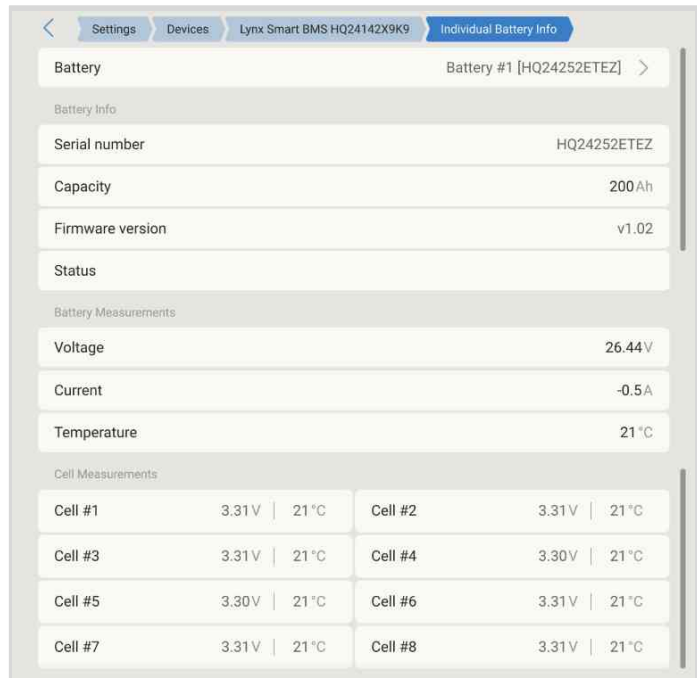 Settings Devices Lynx Smart BMS HQ24142X9K9 Individual Battery Info
Battery Battery #1 [HQ24252ETEZ]
Battery Info
Serial number HQ24252ETEZ
Capacity 200Ah
Firmware version v1.02
Status
Battery Measurements
Voltage 26.44V
Current -0.5A
Temperature 21°C
Cell Measurements
Cell #1 3.31V | 21°C Cell #2 3.31V | 21°C
Cell #3 3.31V | 21°C Cell #4 3.30V | 21°C
Cell #5 3.30V | 21°C Cell #6 3.31V | 21°C
Cell #7 3.31V | 21°C Cell #8 3.31V | 21°C